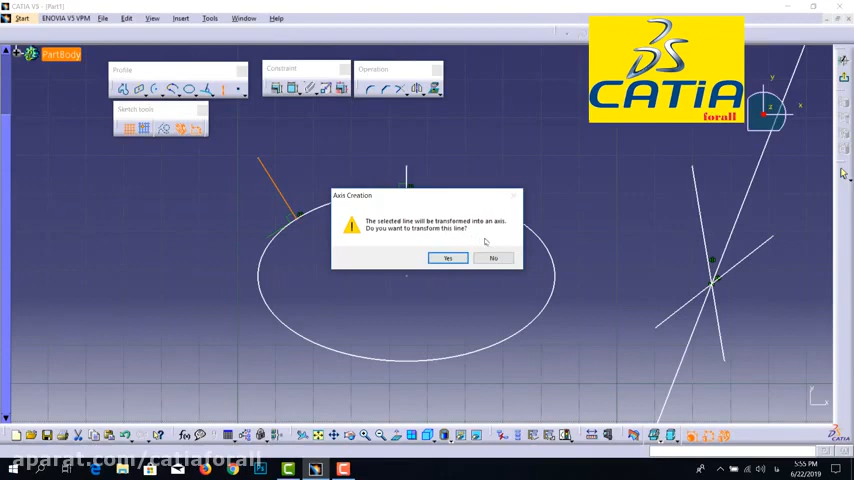 CATIA V5 - [Part1]
Start ENOVIA V5 VPM File Edit View Insert Tools Window Help
PartBody
Profile
Constraint
Operation
Sketch tools
CATiA
forall
y
x
z
Axis Creation
The selected line will be transformed into an axis.
Do you want to transform this line?
Yes No
aparat.com/catiaforall
5:55 PM
6/22/2019